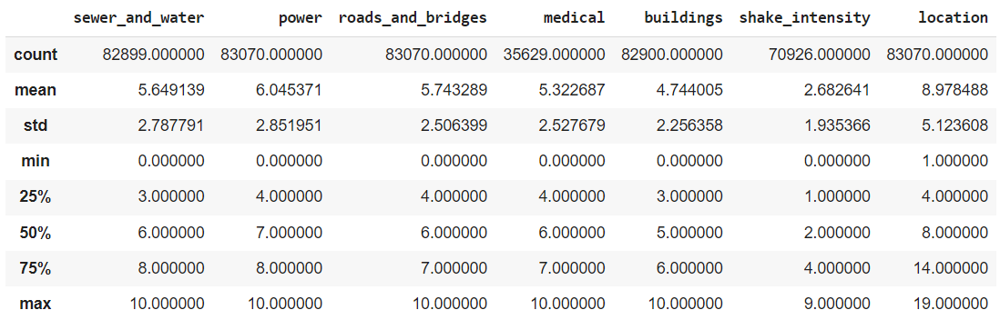 sewer_and_water power roads_and_bridges medical buildings shake_intensity location
count 82899.000000 83070.000000 83070.000000 35629.000000 82900.000000 70926.000000 83070.000000
mean 5.649139 6.045371 5.743289 5.322687 4.744005 2.682641 8.978488
std 2.787791 2.851951 2.506399 2.527679 2.256358 1.935366 5.123608
min 0.000000 0.000000 0.000000 0.000000 0.000000 0.000000 1.000000
25% 3.000000 4.000000 4.000000 4.000000 3.000000 1.000000 4.000000
50% 6.000000 7.000000 6.000000 6.000000 5.000000 2.000000 8.000000
75% 8.000000 8.000000 7.000000 7.000000 6.000000 4.000000 14.000000
max 10.000000 10.000000 10.000000 10.000000 10.000000 9.000000 19.000000